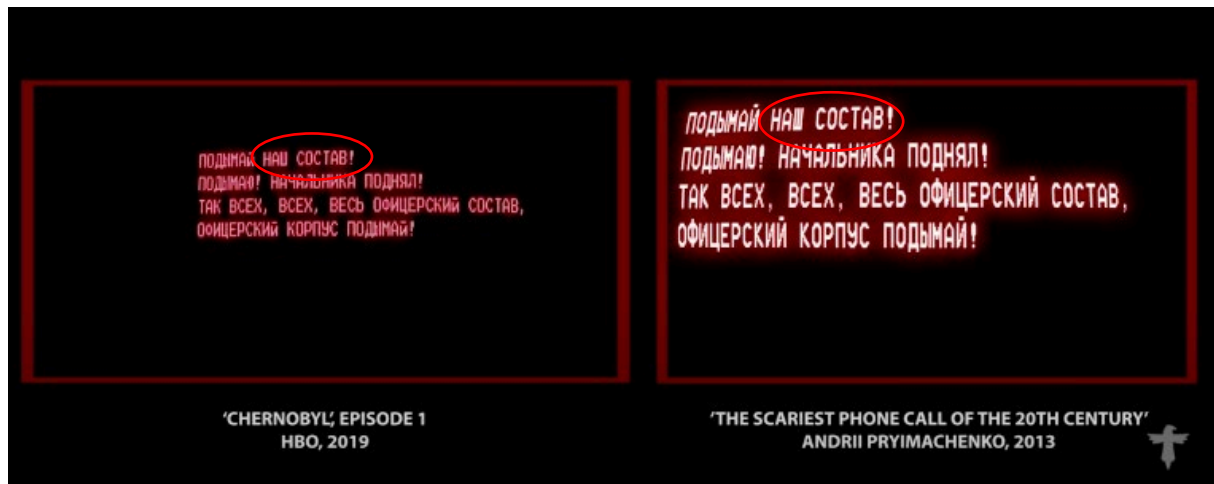 ПОДЫМАЙ НАШ СОСТАВ!
ПОДЫМАЮ! НАЧАЛЬНИКА ПОДНЯЛ!
ТАК ВСЕХ, ВСЕХ, ВЕСЬ ОФИЦЕРСКИЙ СОСТАВ,
ОФИЦЕРСКИЙ КОРПУС ПОДЫМАЙ!
'CHERNOBYL', EPISODE 1
HBO, 2019
ПОДЫМАЙ НАШ СОСТАВ!
ПОДЫМАЮ! НАЧАЛЬНИКА ПОДНЯЛ!
ТАК ВСЕХ, ВСЕХ, ВЕСЬ ОФИЦЕРСКИЙ СОСТАВ,
ОФИЦЕРСКИЙ КОРПУС ПОДЫМАЙ!
'THE SCARIEST PHONE CALL OF THE 20TH CENTURY'
ANDRII PRYIMACHENKO, 2013